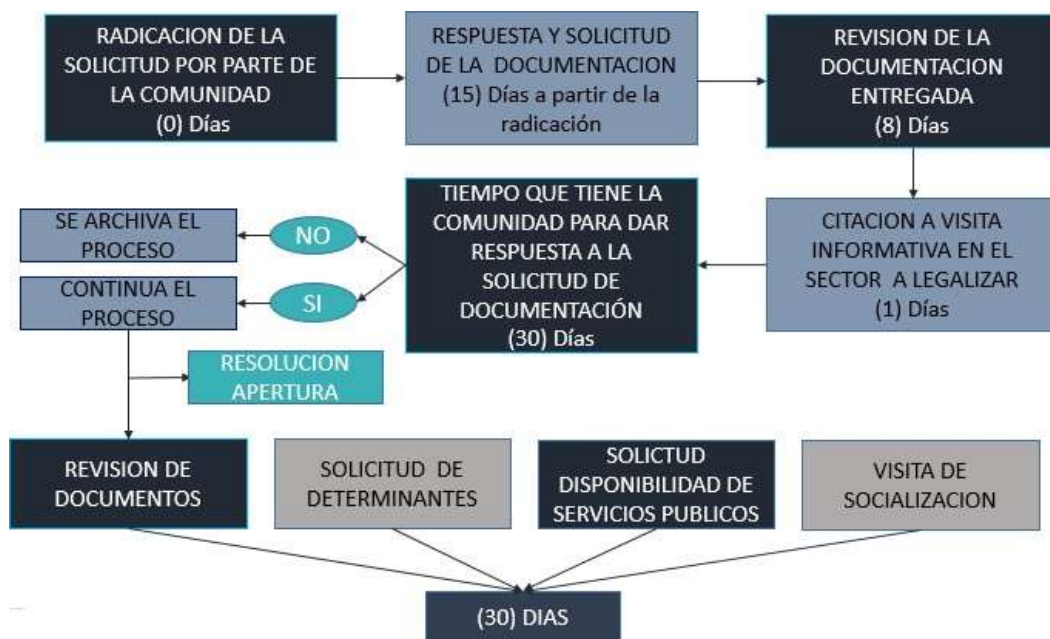 RADICACION DE LA
SOLICITUD POR PARTE DE
LA COMUNIDAD
(0) Días
RESPUESTA Y SOLICITUD
DE LA DOCUMENTACION
(15) Días a partir de la
radicación
REVISION DE LA
DOCUMENTACION
ENTREGADA
(8) Días
CITACION A VISITA
INFORMATIVA EN EL
SECTOR A LEGALIZAR
(1) Días
TIEMPO QUE TIENE LA
COMUNIDAD PARA DAR
RESPUESTA A LA
SOLICITUD DE
DOCUMENTACIÓN
(30) Días
NO
SE ARCHIVA EL
PROCESO
SI
CONTINUA EL
PROCESO
RESOLUCION
APERTURA
REVISION DE
DOCUMENTOS
SOLICITUD DE
DETERMINANTES
SOLICTUD
DISPONIBILIDAD DE
SERVICIOS PUBLICOS
VISITA DE
SOCIALIZACION
(30) DIAS